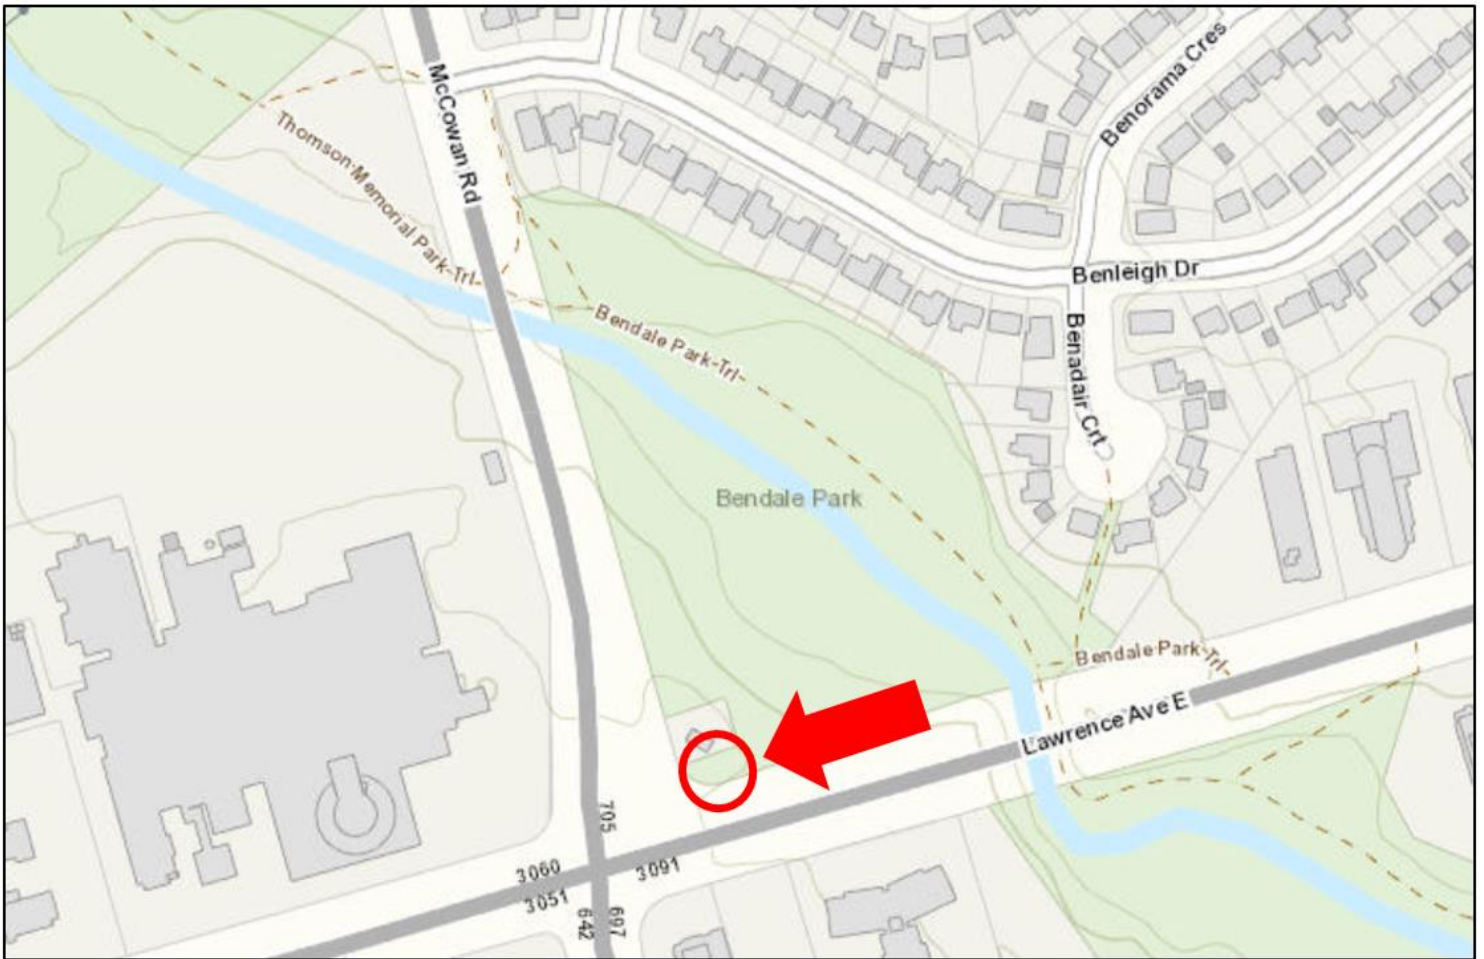 McCowan Rd
Benorama Cres
Thomson Memorial Park-Trl
Benleigh Dr
Bendale Park-Trl
Benadair Crt
Bendale Park
Bendale Park-Trl
Lawrence Ave E
705
3060
3091
3051
642
697